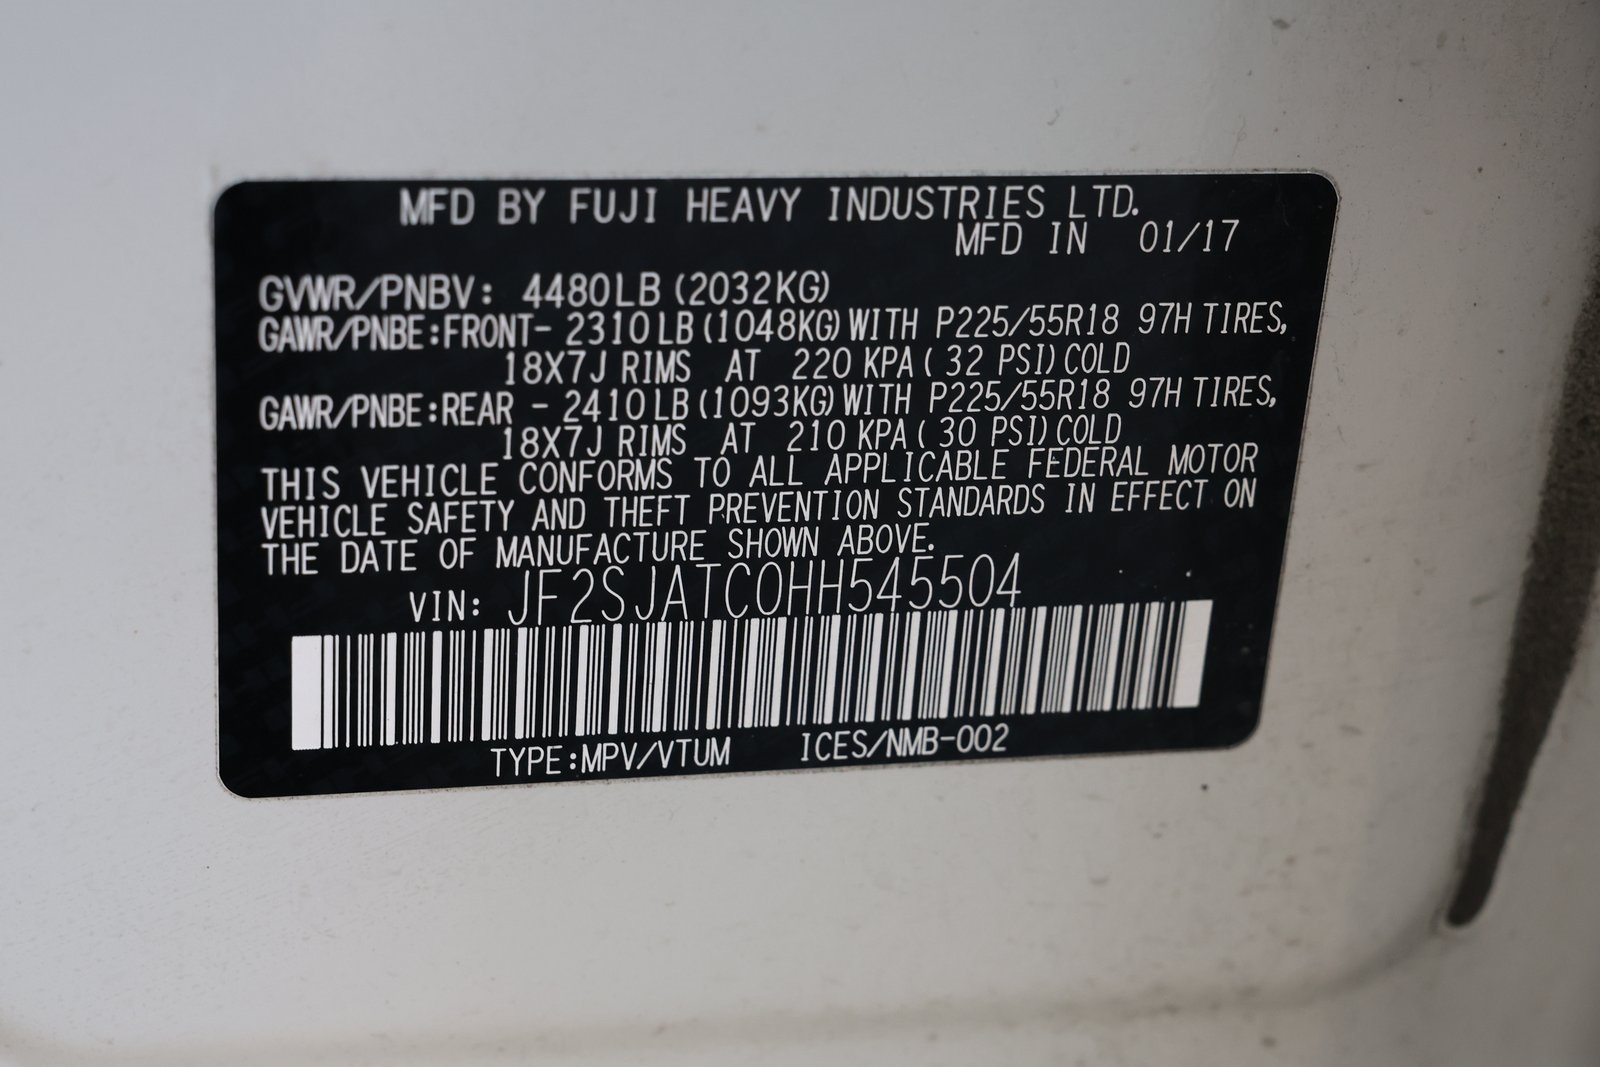 MFD BY FUJI HEAVY INDUSTRIES LTD.
MFD IN 01/17
GVWR/PNBV: 4480LB (2032KG)
GAWR/PNBE:FRONT- 2310LB(1048KG)WITH P225/55R18 97H TIRES,
18X7J RIMS AT 220 KPA( 32 PSI)COLD
GAWR/PNBE:REAR - 2410LB(1093KG)WITH P225/55R18 97H TIRES,
18X7J RIMS AT 210 KPA( 30 PSI)COLD
THIS VEHICLE CONFORMS TO ALL APPLICABLE FEDERAL MOTOR
VEHICLE SAFETY AND THEFT PREVENTION STANDARDS IN EFFECT ON
THE DATE OF MANUFACTURE SHOWN ABOVE.
VIN: JF2SJATC0HH545504
TYPE:MPV/VTUM ICES/NMB-002